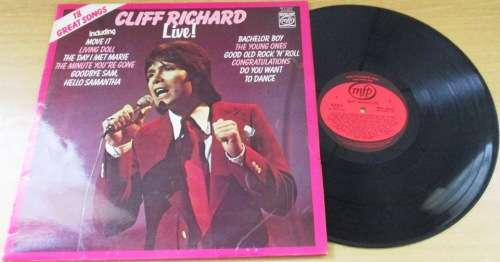 18
GREAT SONGS
CLIFF RICHARD
Live!
mfp
Including
MOVE IT
LIVING DOLL
THE DAY I MET MARIE
THE MINUTE YOU'RE GONE
GOODBYE SAM,
HELLO SAMANTHA
BACHELOR BOY
THE YOUNG ONES
GOOD OLD ROCK 'N' ROLL
CONGRATULATIONS
DO YOU WANT
TO DANCE
mfp